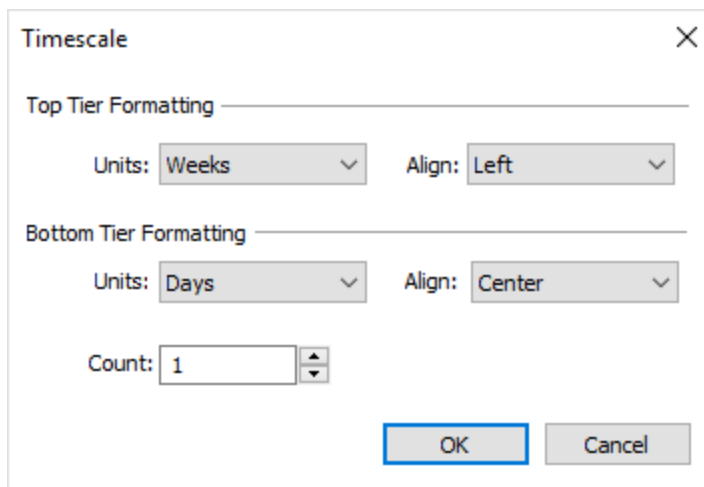 Timescale
Top Tier Formatting
Units: Weeks Align: Left
Bottom Tier Formatting
Units: Days Align: Center
Count: 1
OK Cancel